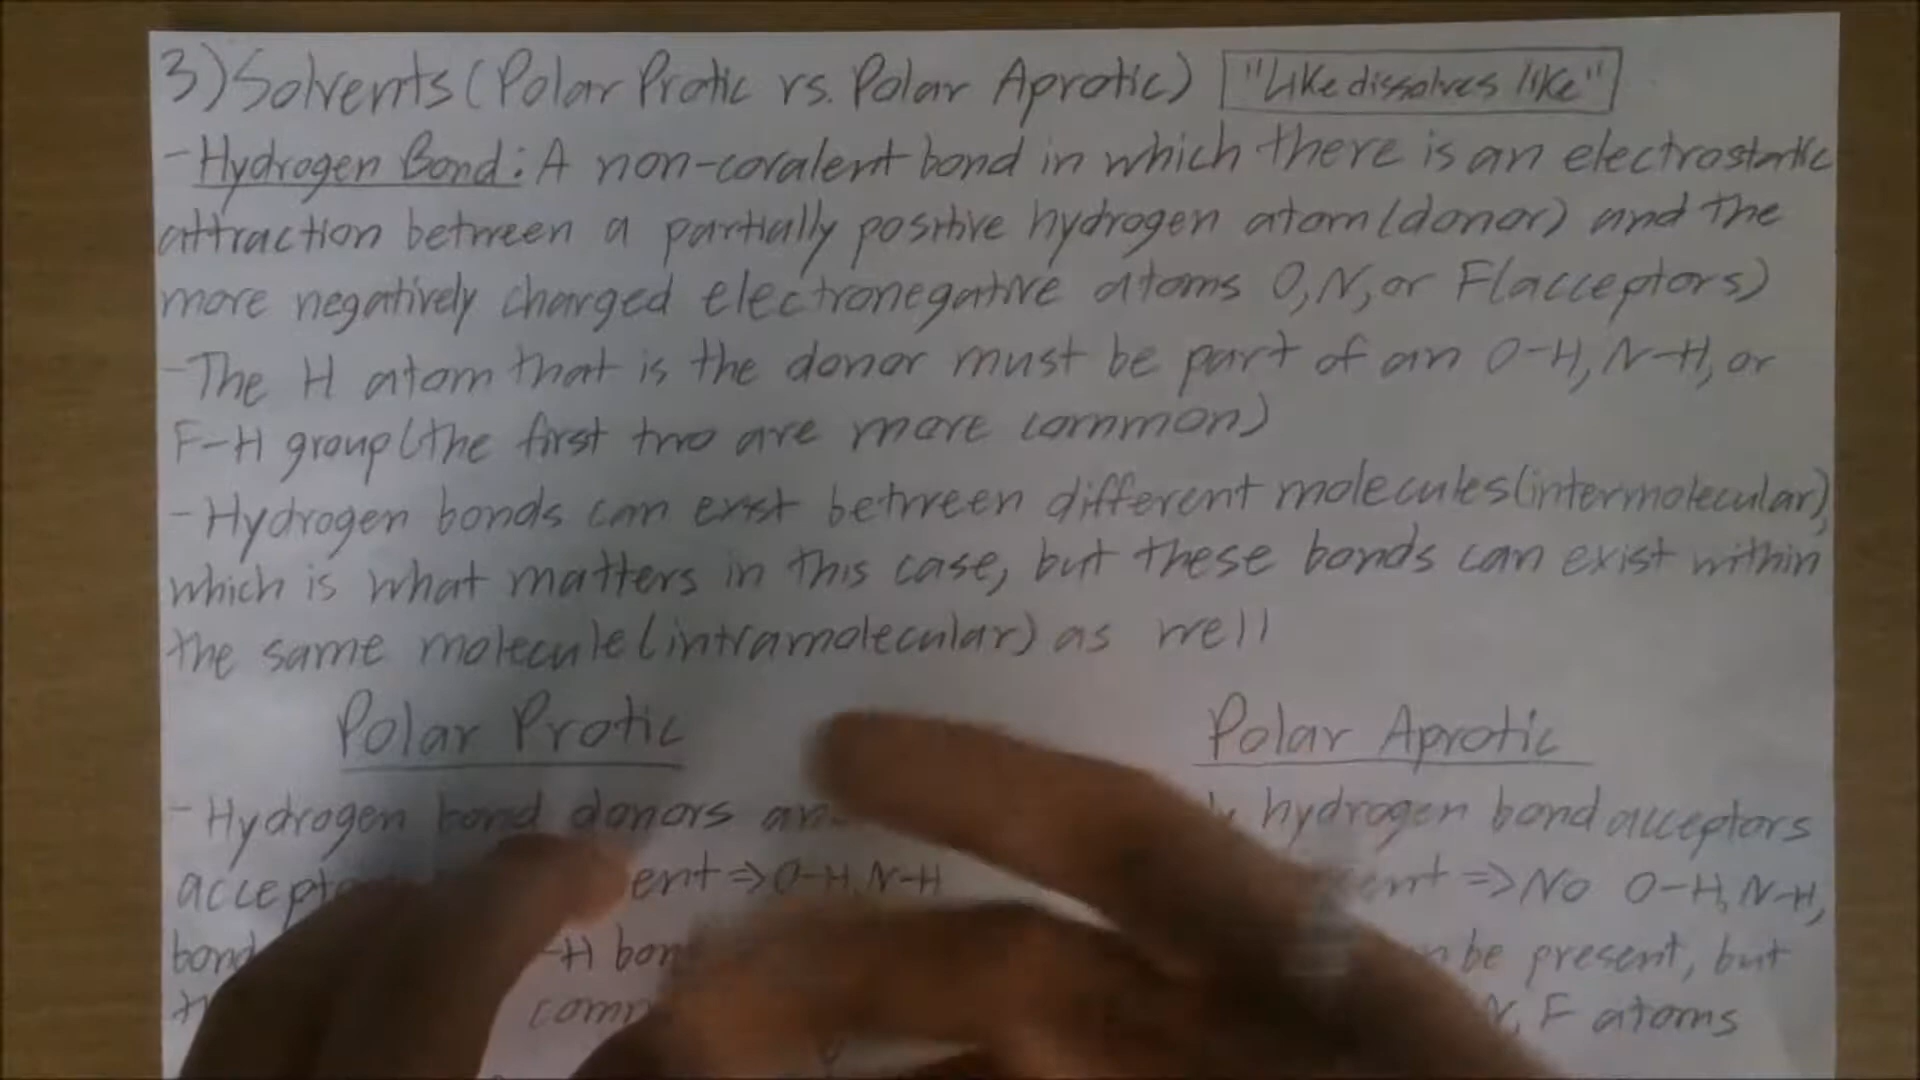 3) Solvents (Polar Protic vs. Polar Aprotic) "Like dissolves like"
- Hydrogen Bond: A non-covalent bond in which there is an electrostatic
attraction between a partially positive hydrogen atom (donor) and the
more negatively charged electronegative atoms O, N, or F (acceptors)
- The H atom that is the donor must be part of an O-H, N-H, or
F-H group (the first two are more common)
- Hydrogen bonds can exist between different molecules (intermolecular),
which is what matters in this case, but these bonds can exist within
the same molecule (intramolecular) as well
Polar Protic
- Hydrogen bond donors
=> O-H, N-H
-H
Polar Aprotic
hydrogen bond acceptors
=> No O-H, N-H,
be present, but
F atoms